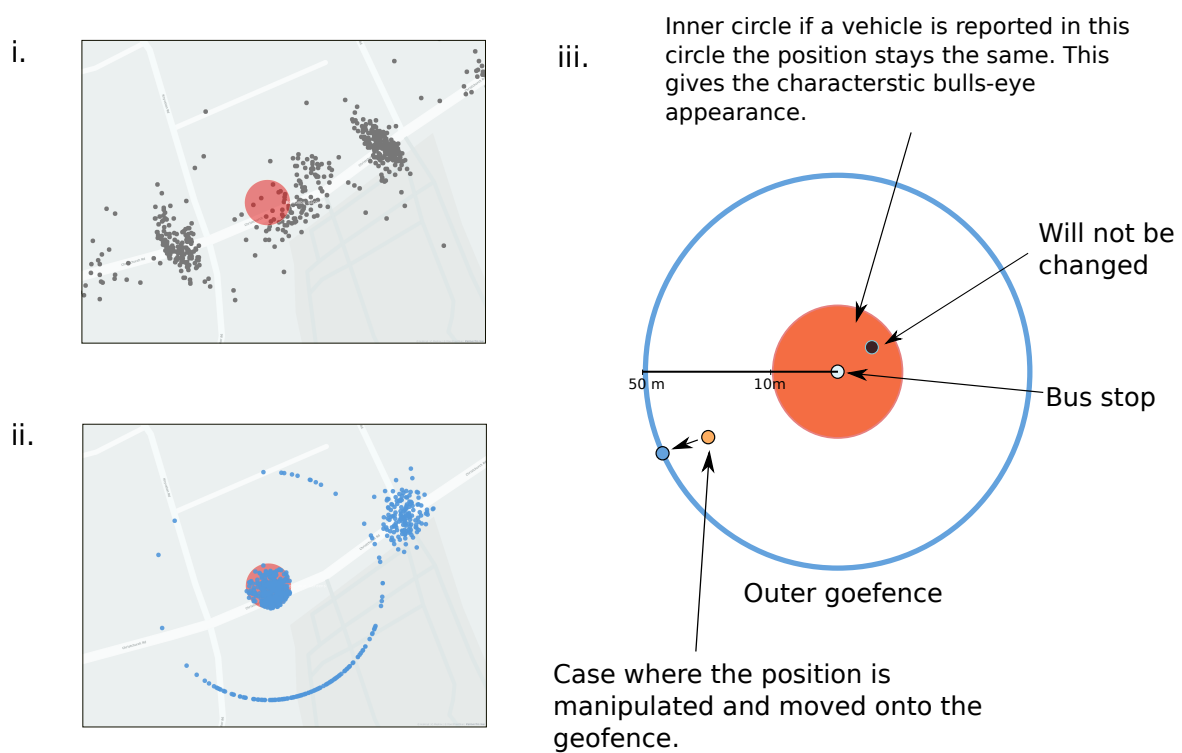 i.
iii.
Inner circle if a vehicle is reported in this
circle the position stays the same. This
gives the characterstic bulls-eye
appearance.
Will not be
changed
50 m
10m
Bus stop
ii.
Outer goefence
Case where the position is
manipulated and moved onto the
geofence.